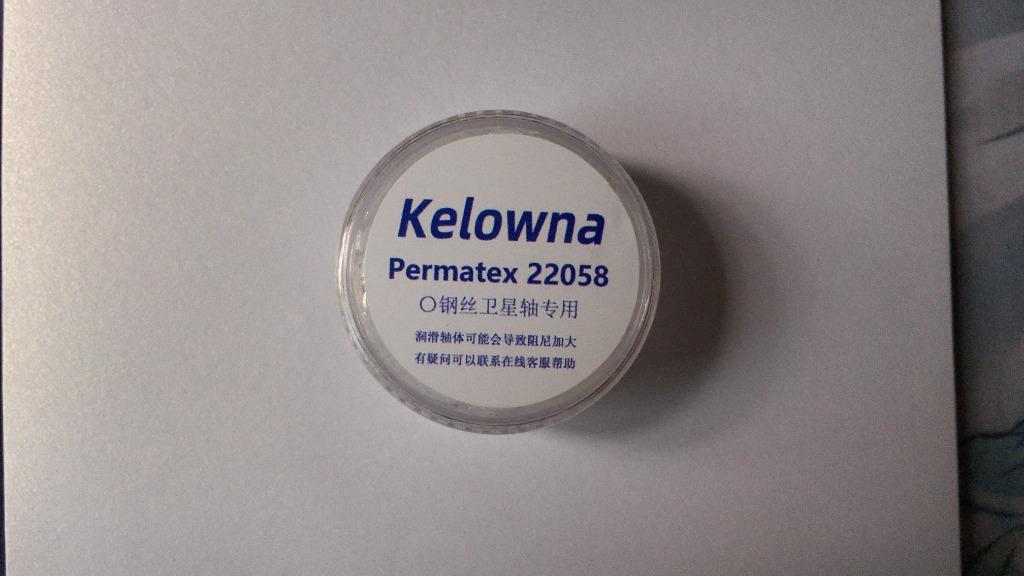 Kelowna
Permatex 22058
〇钢丝卫星轴专用
润滑轴体可能会导致阻尼加大
有疑问可以联系在线客服帮助